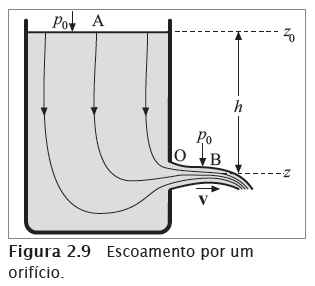 p₀ A
z₀
h
p₀
O B
z
v
Figura 2.9 Escoamento por um
orifício.